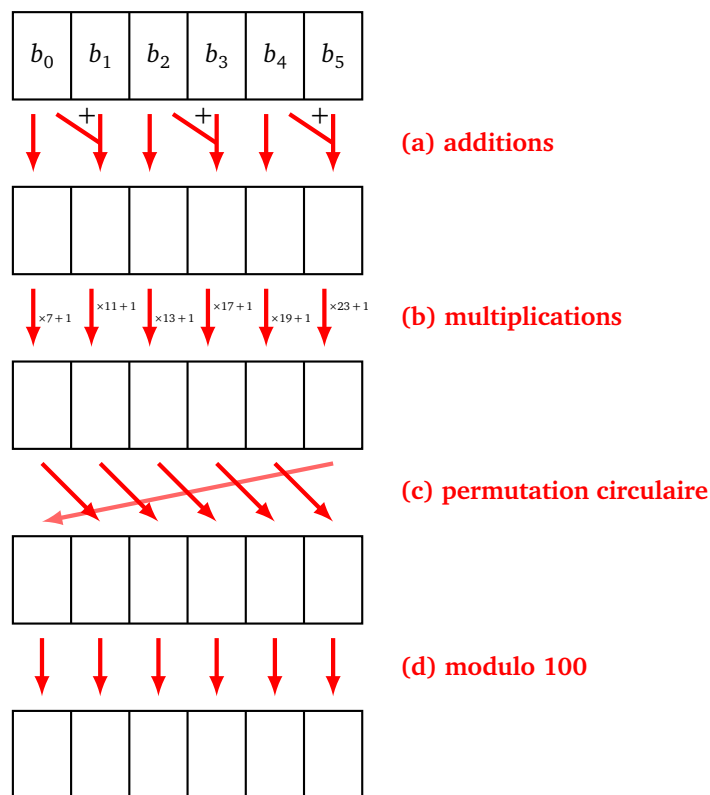 b₀ b₁ b₂ b₃ b₄ b₅
+ + +
(a) additions
×7+1 ×11+1 ×13+1 ×17+1 ×19+1 ×23+1
(b) multiplications
(c) permutation circulaire
(d) modulo 100